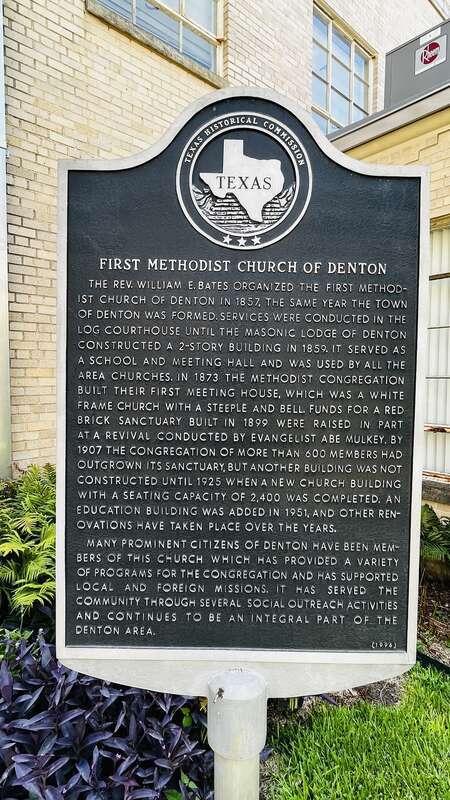 Rheem
TEXAS HISTORICAL COMMISSION
TEXAS
FIRST METHODIST CHURCH OF DENTON
THE REV. WILLIAM E. BATES ORGANIZED THE FIRST METHOD-
IST CHURCH OF DENTON IN 1857, THE SAME YEAR THE TOWN
OF DENTON WAS FORMED. SERVICES WERE CONDUCTED IN THE
LOG COURTHOUSE UNTIL THE MASONIC LODGE OF DENTON
CONSTRUCTED A 2-STORY BUILDING IN 1859. IT SERVED AS
A SCHOOL AND MEETING HALL AND WAS USED BY ALL THE
AREA CHURCHES. IN 1873 THE METHODIST CONGREGATION
BUILT THEIR FIRST MEETING HOUSE, WHICH WAS A WHITE
FRAME CHURCH WITH A STEEPLE AND BELL. FUNDS FOR A RED
BRICK SANCTUARY BUILT IN 1899 WERE RAISED IN PART
AT A REVIVAL CONDUCTED BY EVANGELIST ABE MULKEY. BY
1907 THE CONGREGATION OF MORE THAN 600 MEMBERS HAD
OUTGROWN ITS SANCTUARY, BUT ANOTHER BUILDING WAS NOT
CONSTRUCTED UNTIL 1925 WHEN A NEW CHURCH BUILDING
WITH A SEATING CAPACITY OF 2,400 WAS COMPLETED. AN
EDUCATION BUILDING WAS ADDED IN 1951, AND OTHER REN-
OVATIONS HAVE TAKEN PLACE OVER THE YEARS.
MANY PROMINENT CITIZENS OF DENTON HAVE BEEN MEM-
BERS OF THIS CHURCH WHICH HAS PROVIDED A VARIETY
OF PROGRAMS FOR THE CONGREGATION AND HAS SUPPORTED
LOCAL AND FOREIGN MISSIONS. IT HAS SERVED THE
COMMUNITY THROUGH SEVERAL SOCIAL OUTREACH ACTIVITIES
AND CONTINUES TO BE AN INTEGRAL PART OF THE
DENTON AREA.
(1996)